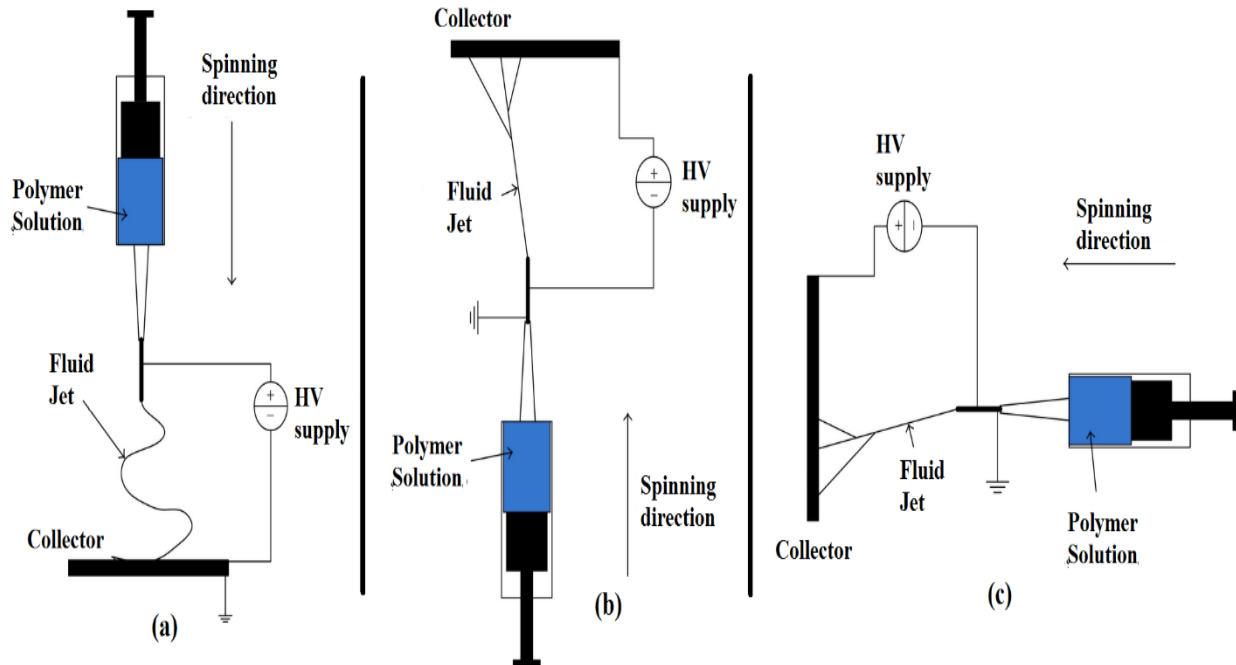 Spinning
direction
Polymer
Solution
Fluid
Jet
HV
supply
Collector
(a)
Collector
Fluid
Jet
+
−
HV
supply
Polymer
Solution
Spinning
direction
(b)
HV
supply
+
−
Spinning
direction
Fluid
Jet
Collector
Polymer
Solution
(c)
+
−